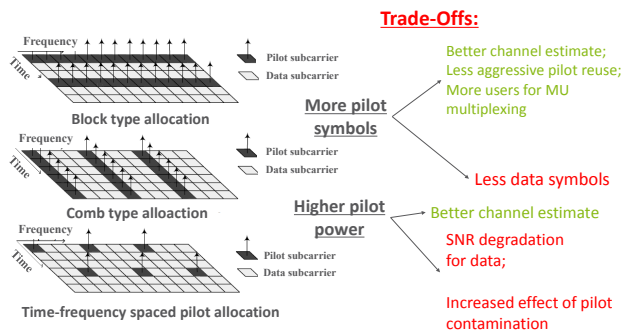 Trade-Offs:
Frequency
Time
Pilot subcarrier
Data subcarrier
Block type allocation
Frequency
Time
Pilot subcarrier
Data subcarrier
Comb type alloaction
Frequency
Time
Pilot subcarrier
Data subcarrier
Time-frequency spaced pilot allocation
More pilot
symbols
Better channel estimate;
Less aggressive pilot reuse;
More users for MU
multiplexing
Less data symbols
Higher pilot
power
Better channel estimate
SNR degradation
for data;
Increased effect of pilot
contamination